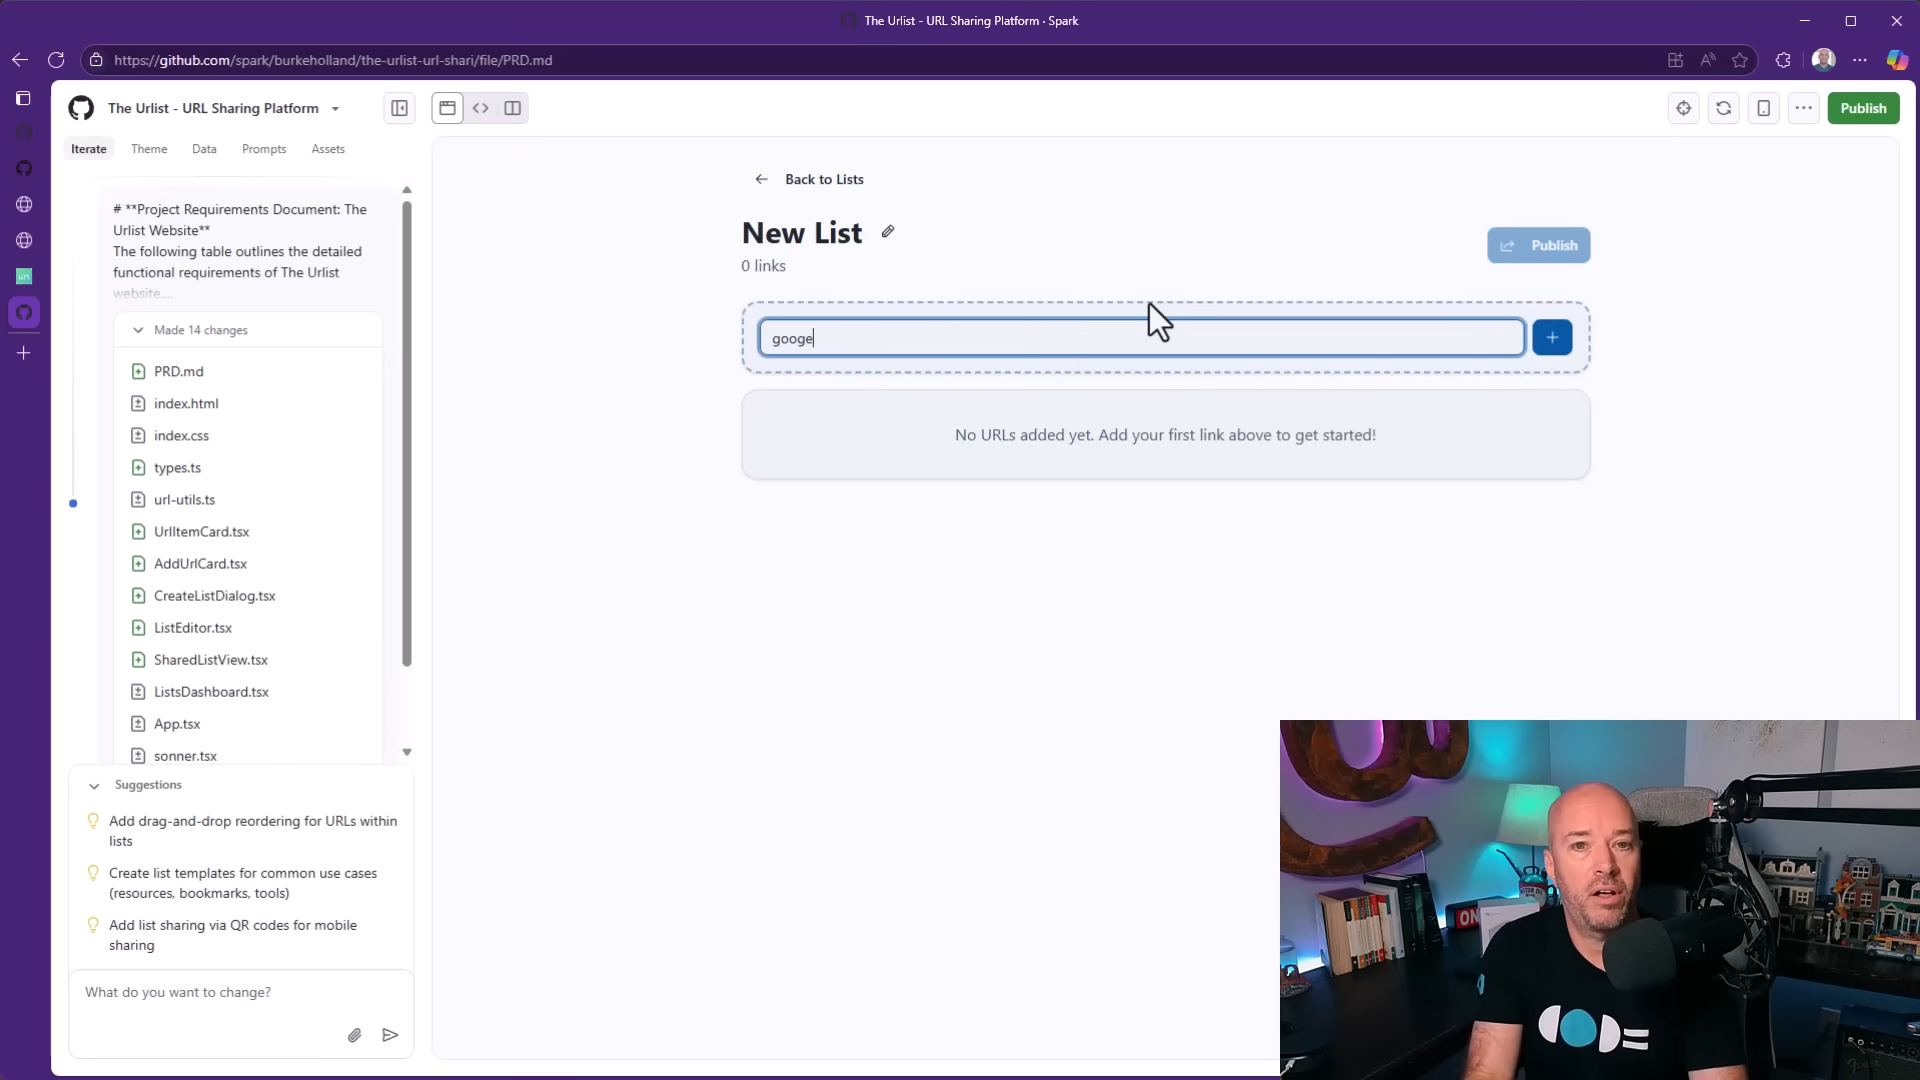 The Urlist - URL Sharing Platform · Spark
https://github.com/spark/burkeholland/the-urlist-url-shari/file/PRD.md
The Urlist - URL Sharing Platform
Publish
Iterate
Theme
Data
Prompts
Assets
# **Project Requirements Document: The
Urlist Website**
The following table outlines the detailed
functional requirements of The Urlist
website....
Made 14 changes
PRD.md
index.html
index.css
types.ts
url-utils.ts
UrlItemCard.tsx
AddUrlCard.tsx
CreateListDialog.tsx
ListEditor.tsx
SharedListView.tsx
ListsDashboard.tsx
App.tsx
sonner.tsx
Suggestions
Add drag-and-drop reordering for URLs within
lists
Create list templates for common use cases
(resources, bookmarks, tools)
Add list sharing via QR codes for mobile
sharing
What do you want to change?
Back to Lists
New List
0 links
Publish
googe
No URLs added yet. Add your first link above to get started!
ON
CODE
Fender